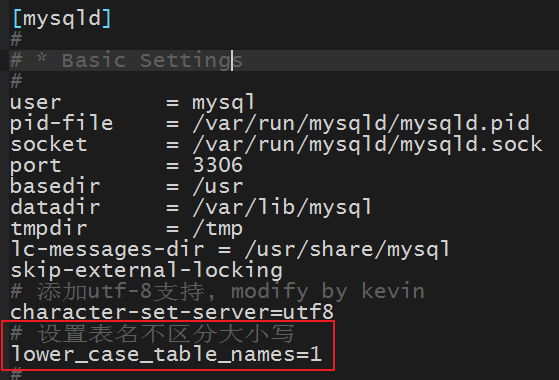 [mysqld]
#
# * Basic Settings
#
user = mysql
pid-file = /var/run/mysqld/mysqld.pid
socket = /var/run/mysqld/mysqld.sock
port = 3306
basedir = /usr
datadir = /var/lib/mysql
tmpdir = /tmp
lc-messages-dir = /usr/share/mysql
skip-external-locking
# 添加utf-8支持, modify by kevin
character-set-server=utf8
# 设置表名不区分大小写
lower_case_table_names=1
#